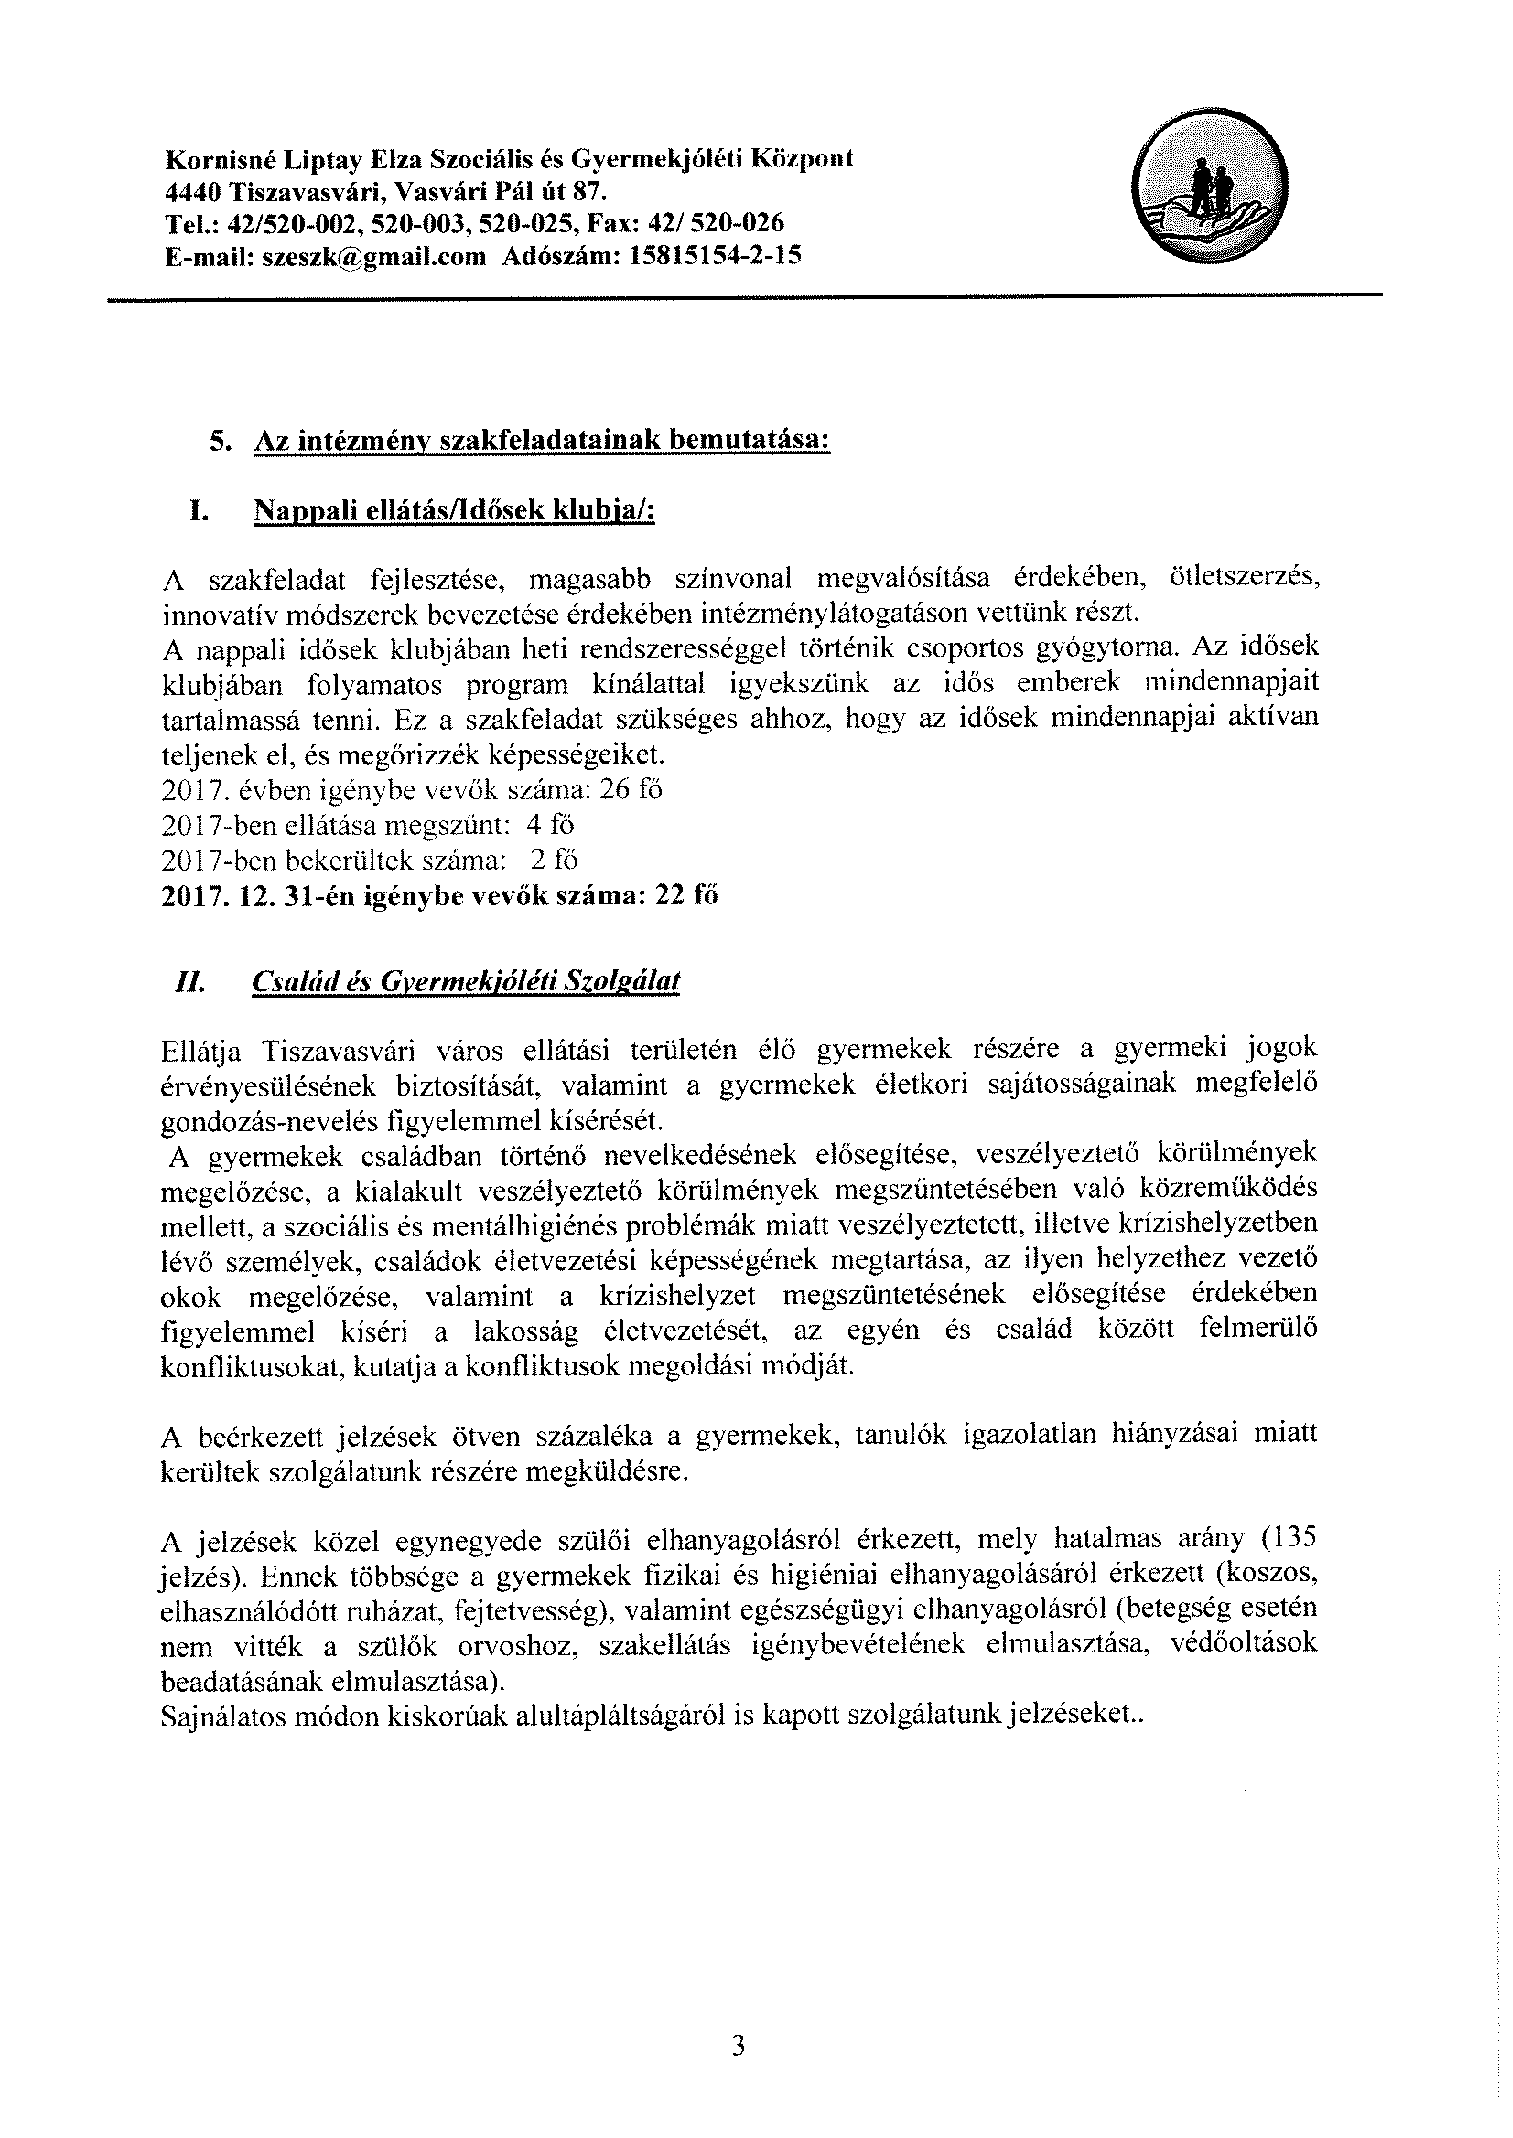 Kornisné Liptay Elza Szociális és Gyermekjóléti Központ
4440 Tiszavasvári, Vasvári Pál út 87.
Tel.: 42/520-002, 520-003, 520-025, Fax: 42/ 520-026
E-mail: szeszk@gmail.com Adószám: 15815154-2-15
5. Az intézmény szakfeladatainak bemutatása:
I. Nappali ellátás/Idősek klubja/:
A szakfeladat fejlesztése, magasabb színvonal megvalósítása érdekében, ötletszerzés,
innovatív módszerek bevezetése érdekében intézménylátogatáson vettünk részt.
A nappali idősek klubjában heti rendszerességgel történik csoportos gyógytorna. Az idősek
klubjában folyamatos program kínálattal igyekszünk az idős emberek mindennapjait
tartalmassá tenni. Ez a szakfeladat szükséges ahhoz, hogy az idősek mindennapjai aktívan
teljenek el, és megőrizzék képességeiket.
2017. évben igénybe vevők száma: 26 fő
2017-ben ellátása megszűnt: 4 fő
2017-ben bekerültek száma: 2 fő
2017. 12. 31-én igénybe vevők száma: 22 fő
II. Család és Gyermekjóléti Szolgálat
Ellátja Tiszavasvári város ellátási területén élő gyermekek részére a gyermeki jogok
érvényesülésének biztosítását, valamint a gyermekek életkori sajátosságainak megfelelő
gondozás-nevelés figyelemmel kísérését.
A gyermekek családban történő nevelkedésének elősegítése, veszélyeztető körülmények
megelőzése, a kialakult veszélyeztető körülmények megszüntetésében való közreműködés
mellett, a szociális és mentálhigiénés problémák miatt veszélyeztetett, illetve krízishelyzetben
lévő személyek, családok életvezetési képességének megtartása, az ilyen helyzethez vezető
okok megelőzése, valamint a krízishelyzet megszüntetésének elősegítése érdekében
figyelemmel kíséri a lakosság életvezetését, az egyén és család között felmerülő
konfliktusokat, kutatja a konfliktusok megoldási módját.
A beérkezett jelzések ötven százaléka a gyermekek, tanulók igazolatlan hiányzásai miatt
kerültek szolgálatunk részére megküldésre.
A jelzések közel egynegyede szülői elhanyagolásról érkezett, mely hatalmas arány (135
jelzés). Ennek többsége a gyermekek fizikai és higiéniai elhanyagolásáról érkezett (koszos,
elhasználódótt ruházat, fejtetvesség), valamint egészségügyi elhanyagolásról (betegség esetén
nem vitték a szülők orvoshoz, szakellátás igénybevételének elmulasztása, védőoltások
beadatásának elmulasztása).
Sajnálatos módon kiskorúak alultápláltságáról is kapott szolgálatunk jelzéseket..
3